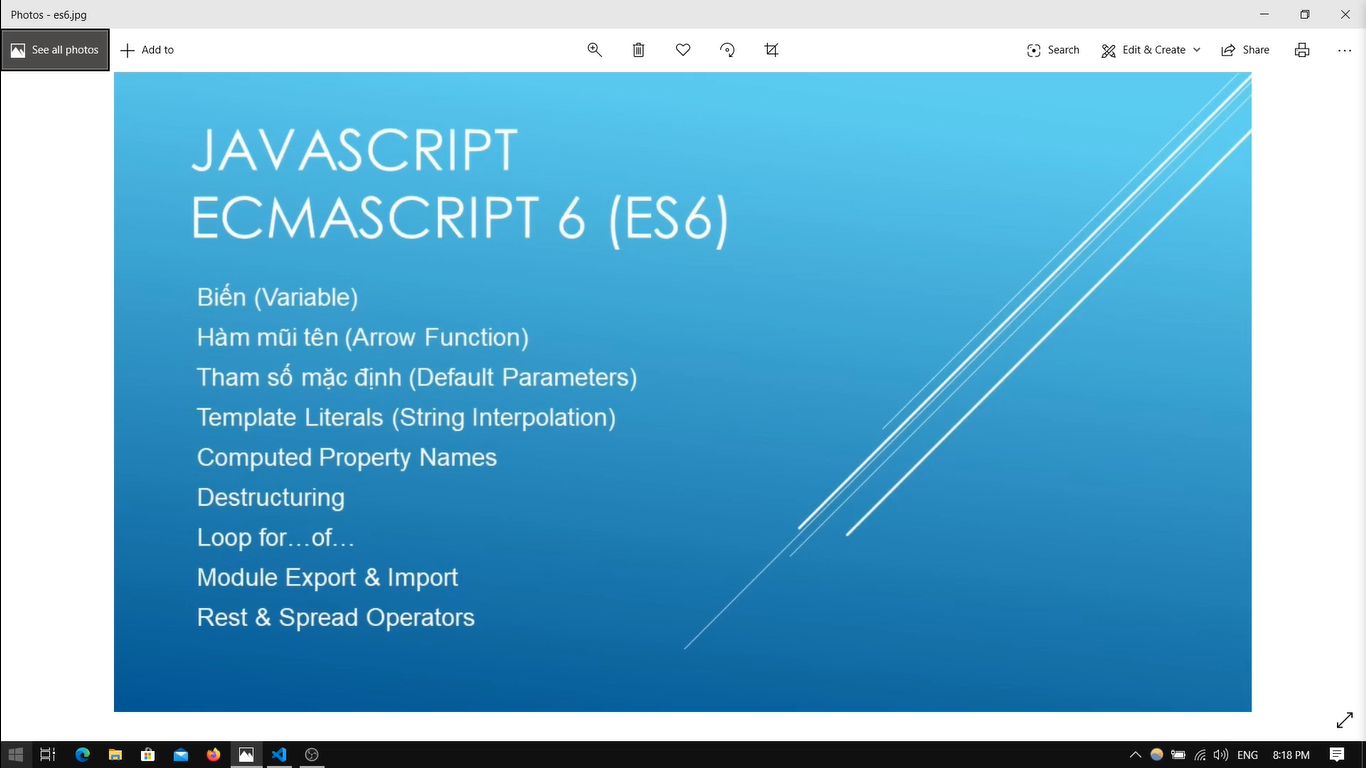 Photos - es6.jpg
See all photos
Add to
Search
Edit & Create
Share
JAVASCRIPT
ECMASCRIPT 6 (ES6)
Biến (Variable)
Hàm mũi tên (Arrow Function)
Tham số mặc định (Default Parameters)
Template Literals (String Interpolation)
Computed Property Names
Destructuring
Loop for…of…
Module Export & Import
Rest & Spread Operators
ENG
8:18 PM